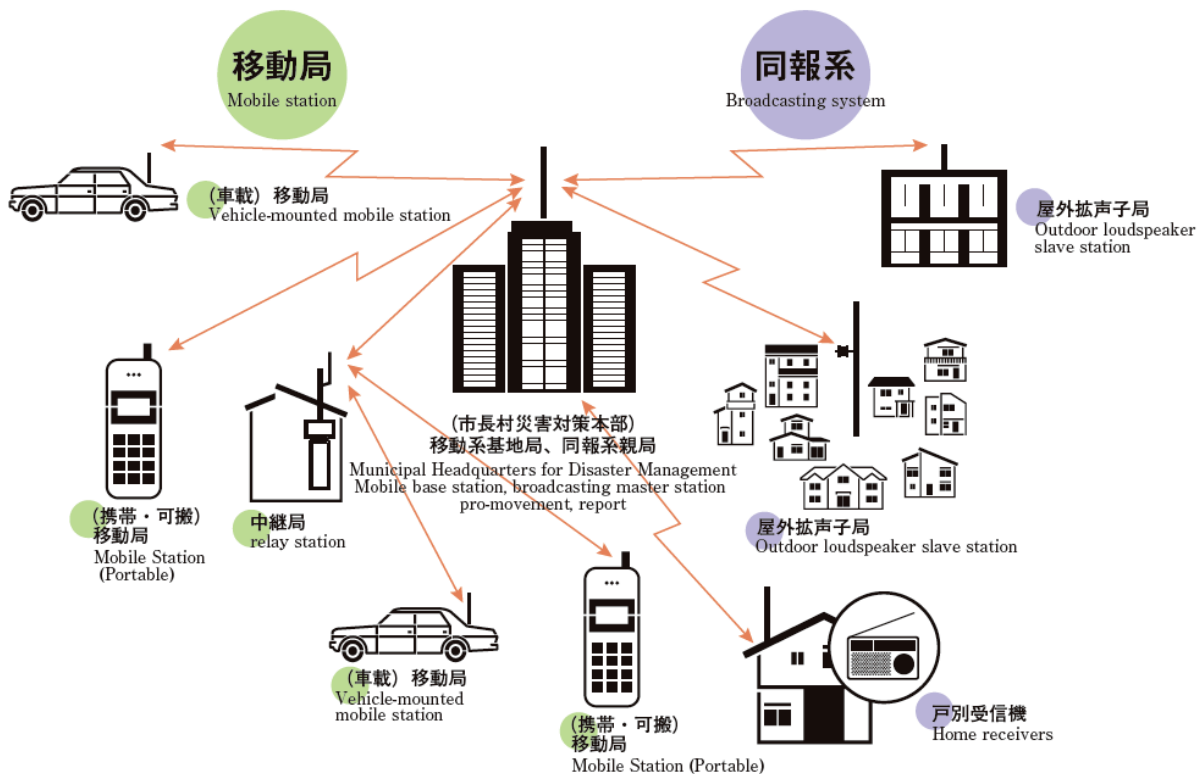 移動局
Mobile station
同報系
Broadcasting system
(車載）移動局
Vehicle-mounted mobile station
屋外拡声子局
Outdoor loudspeaker
slave station
(市長村災害対策本部）
移動系基地局、同報系親局
Municipal Headquarters for Disaster Management
Mobile base station, broadcasting master station
pro-movement, report
(携帯・可搬）
移動局
Mobile Station
(Portable)
中継局
relay station
屋外拡声子局
Outdoor loudspeaker slave station
(車載）移動局
Vehicle-mounted
mobile station
(携帯・可搬）
移動局
Mobile Station (Portable)
戸別受信機
Home receivers